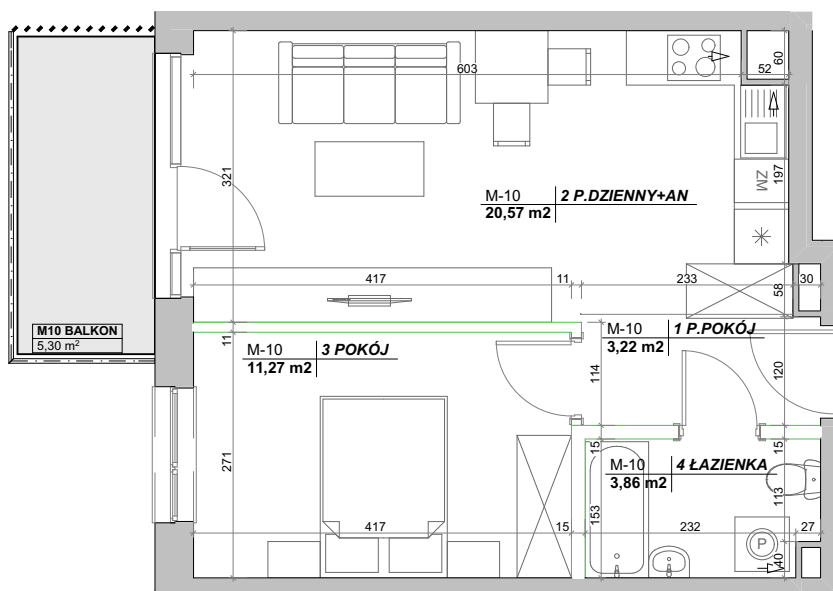 603
52
60
321
197
ZM
M-10 2 P.DZIENNY+AN
20,57 m2
417
11
233
58
30
M10 BALKON
5,30 m²
11
M-10 3 POKÓJ
11,27 m2
M-10 1 P.POKÓJ
3,22 m2
114
120
271
15
15
M-10 4 ŁAZIENKA
3,86 m2
113
153
417
15
232
27
P
40